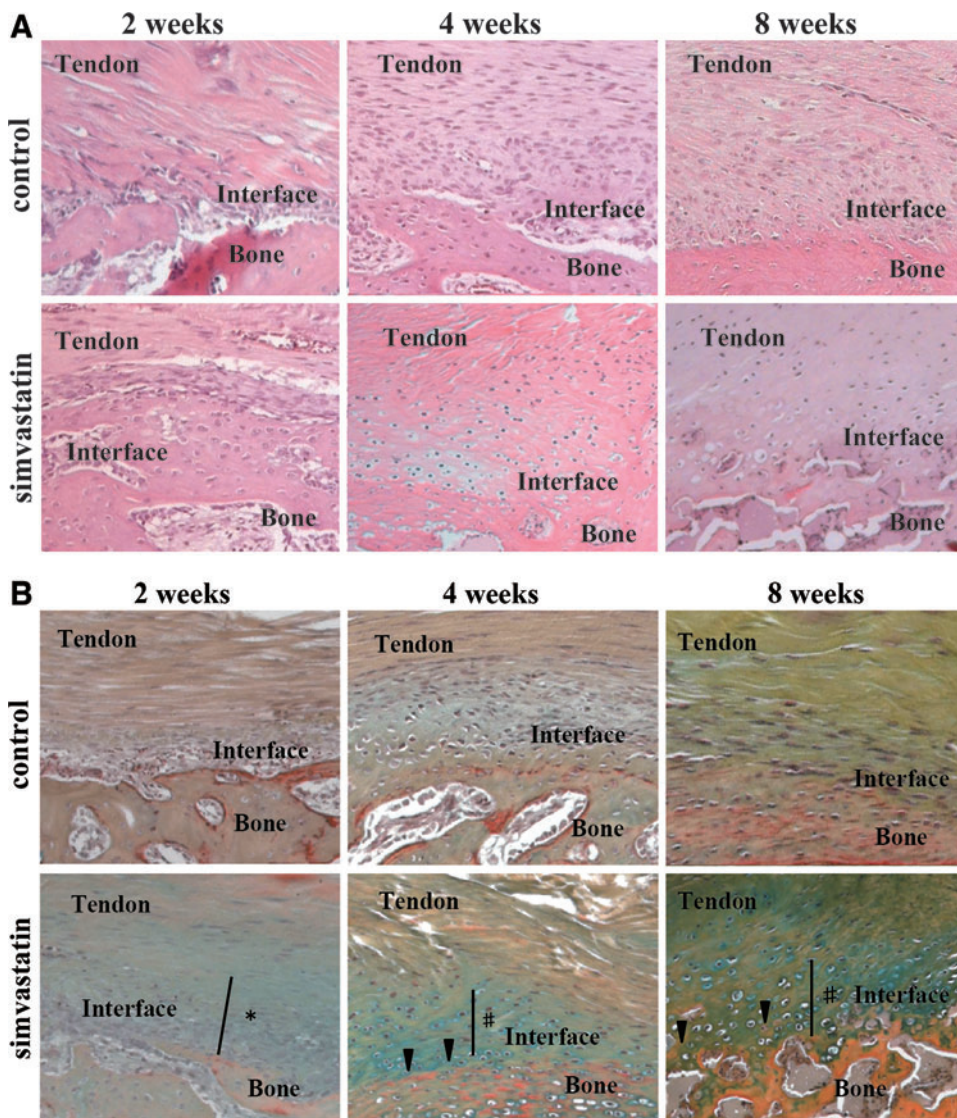 A
2 weeks
4 weeks
8 weeks
control
Tendon
Interface
Bone
Tendon
Interface
Bone
Tendon
Interface
Bone
simvastatin
Tendon
Interface
Bone
Tendon
Interface
Bone
Tendon
Interface
Bone
B
2 weeks
4 weeks
8 weeks
control
Tendon
Interface
Bone
Tendon
Interface
Bone
Tendon
Interface
Bone
simvastatin
Tendon
Interface
*
Bone
Tendon
#
Interface
Bone
Tendon
#
Interface
Bone